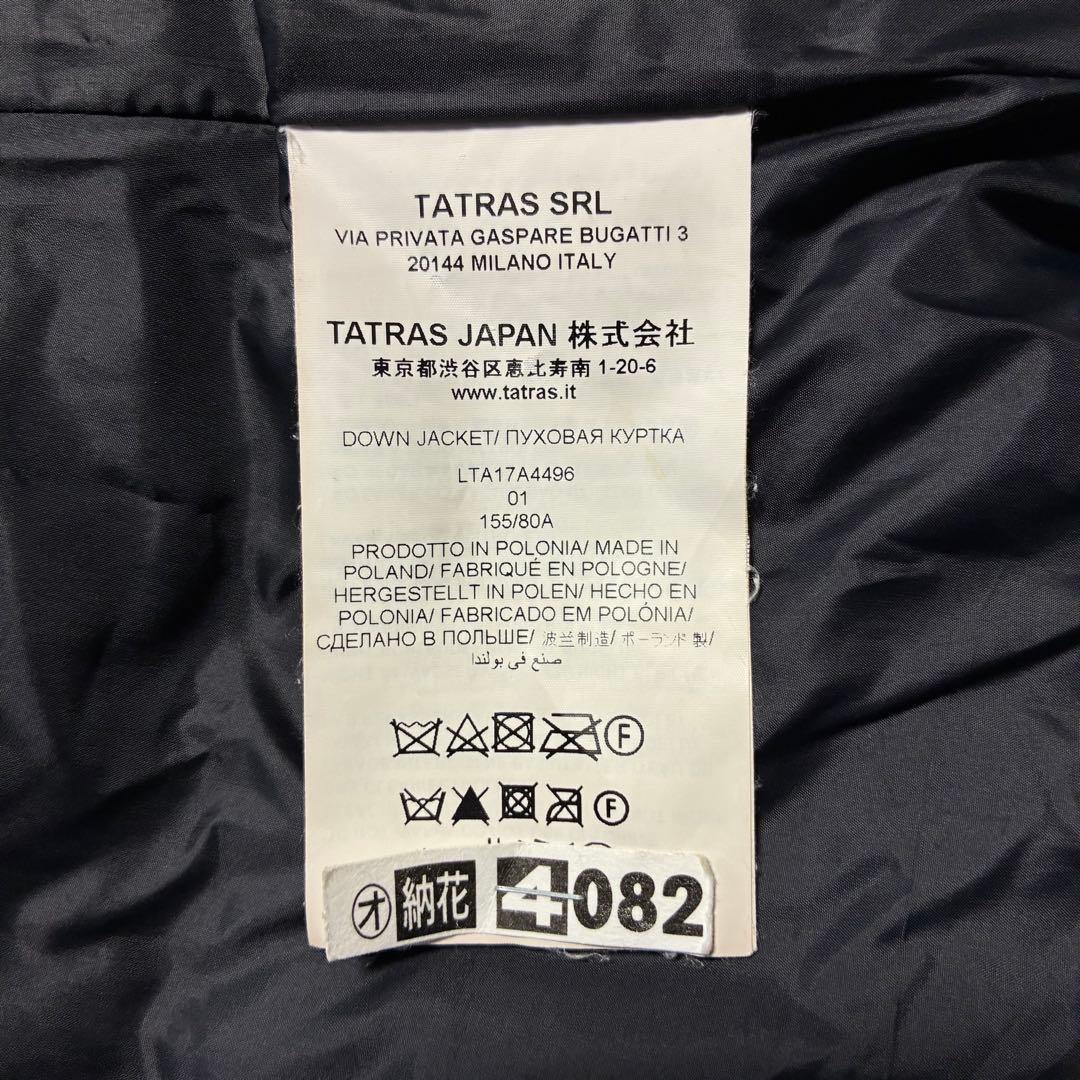 TATRAS SRL
VIA PRIVATA GASPARE BUGATTI 3
20144 MILANO ITALY
TATRAS JAPAN 株式会社
東京都渋谷区恵比寿南 1-20-6
www.tatras.it
DOWN JACKET/ ПУХОВАЯ КУРТКА
LTA17A4496
01
155/80A
PRODOTTO IN POLONIA/ MADE IN
POLAND/ FABRIQUÉ EN POLOGNE/
HERGESTELLT IN POLEN/ HECHO EN
POLONIA/ FABRICADO EM POLÓNIA/
СДЕЛАНО В ПОЛЬШЕ/ 波兰制造/ ポーランド 製/
صنع في بولندا
F
F
オ 納花 4082